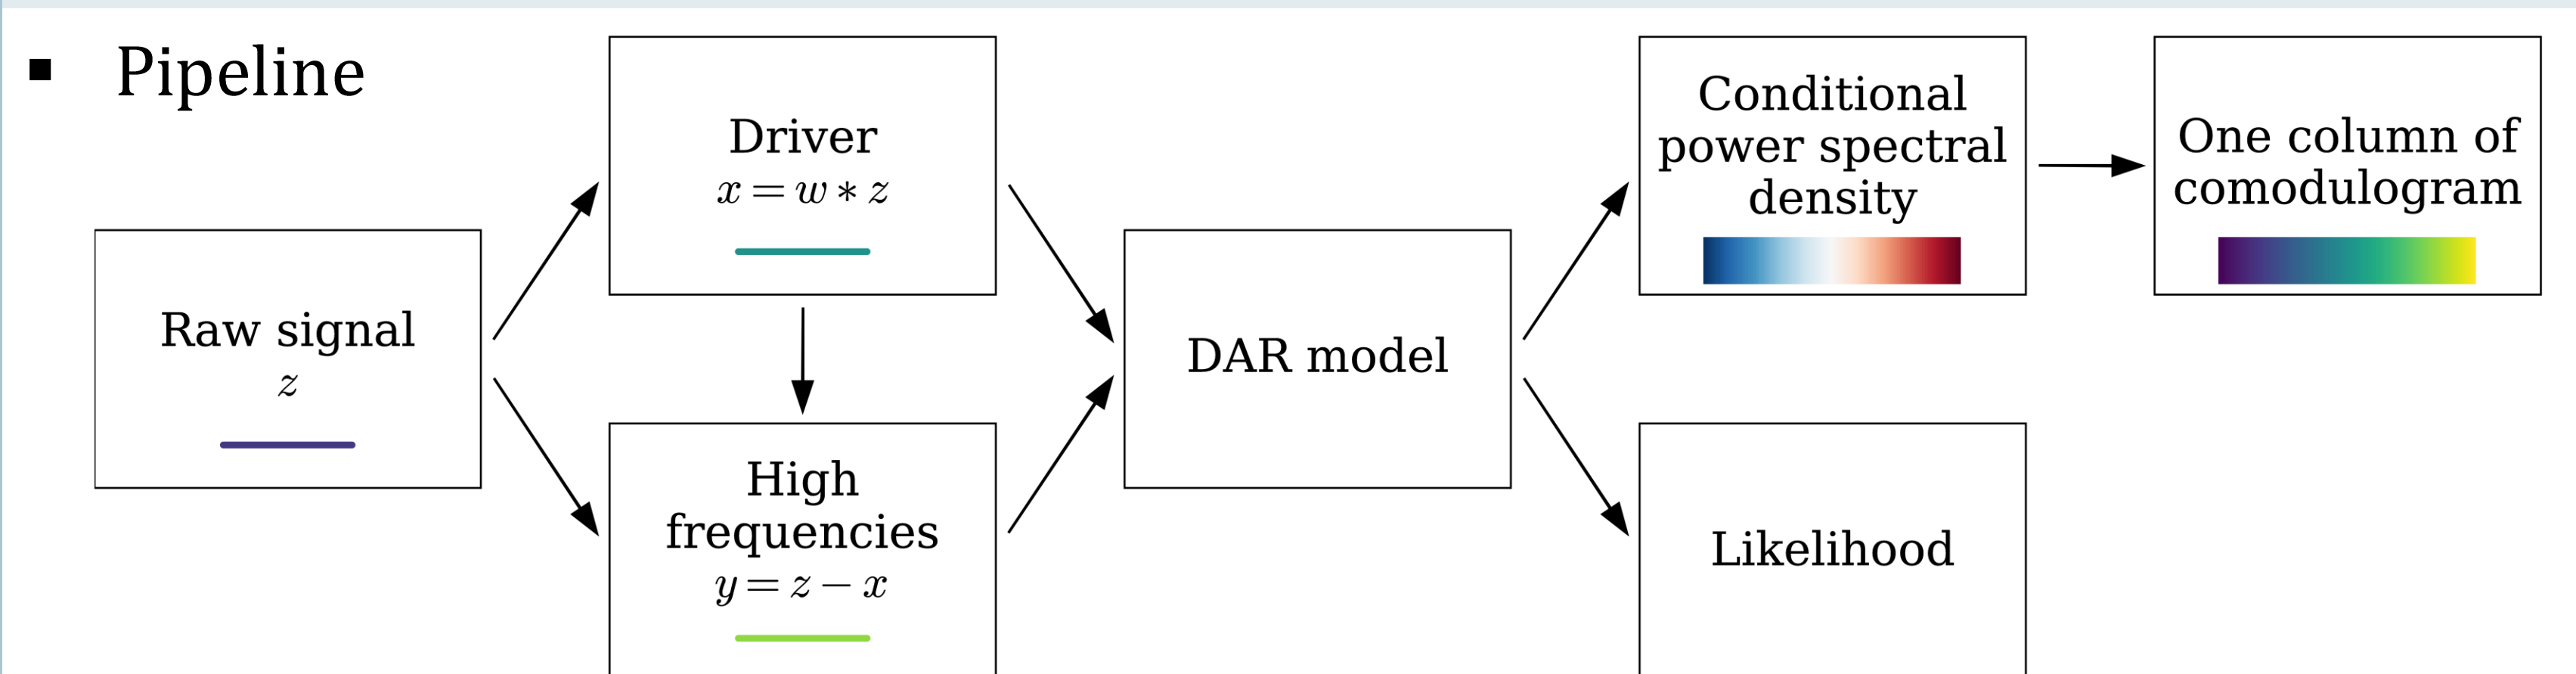 ▪ Pipeline
Raw signal
z
Driver
x = w ∗ z
High
frequencies
y = z − x
DAR model
Conditional
power spectral
density
One column of
comodulogram
Likelihood